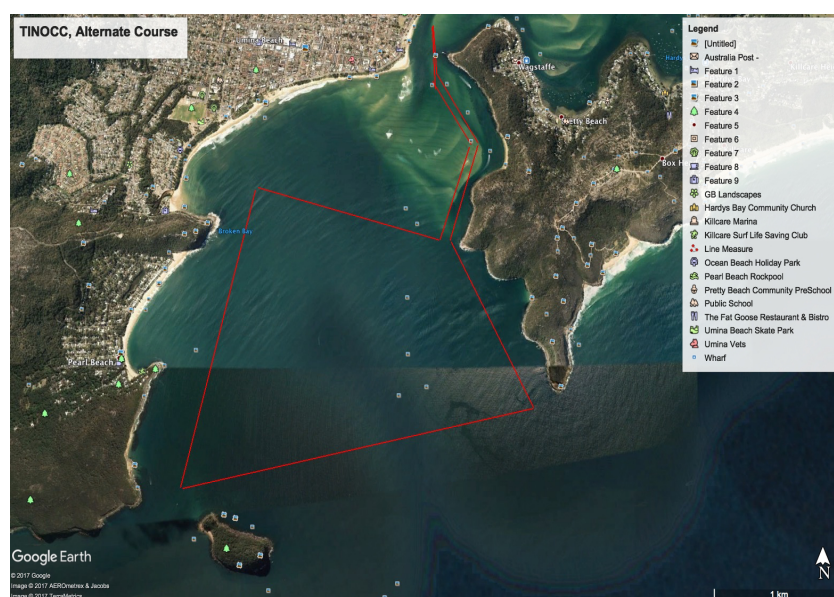 TINOCC, Alternate Course
Legend
[Untitled]
Australia Post -
Feature 1
Feature 2
Feature 3
Feature 4
Feature 5
Feature 6
Feature 7
Feature 8
Feature 9
GB Landscapes
Hardys Bay Community Church
Killcare Marina
Killcare Surf Life Saving Club
Line Measure
Ocean Beach Holiday Park
Pearl Beach Rockpool
Pretty Beach Community PreSchool
Public School
The Fat Goose Restaurant & Bistro
Umina Beach Skate Park
Umina Vets
Wharf
Beach
Wagstaffe
Hardy
Pretty Beach
Box H
Broken Bay
Pearl Beach
Google Earth
© 2017 Google
Image © 2017 AEROmetrex & Jacobs
Image © 2017 TerraMetrics
N
1 km